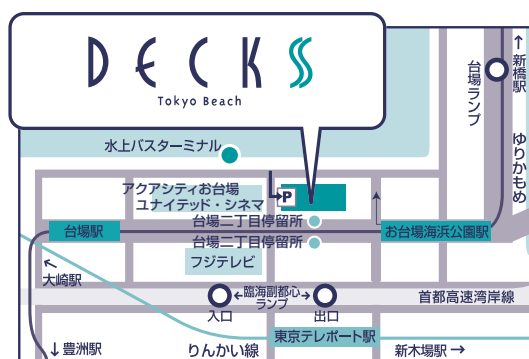 DECKS
Tokyo Beach
↑新橋駅
台場ランプ
ゆりかもめ
水上バスターミナル
アクアシティお台場
ユナイテッド・シネマ
P
台場二丁目停留所
台場駅
お台場海浜公園駅
台場二丁目停留所
フジテレビ
大崎駅
←臨海副都心→
ランプ
入口
出口
首都高速湾岸線
東京テレポート駅
↓豊洲駅
りんかい線
新木場駅→